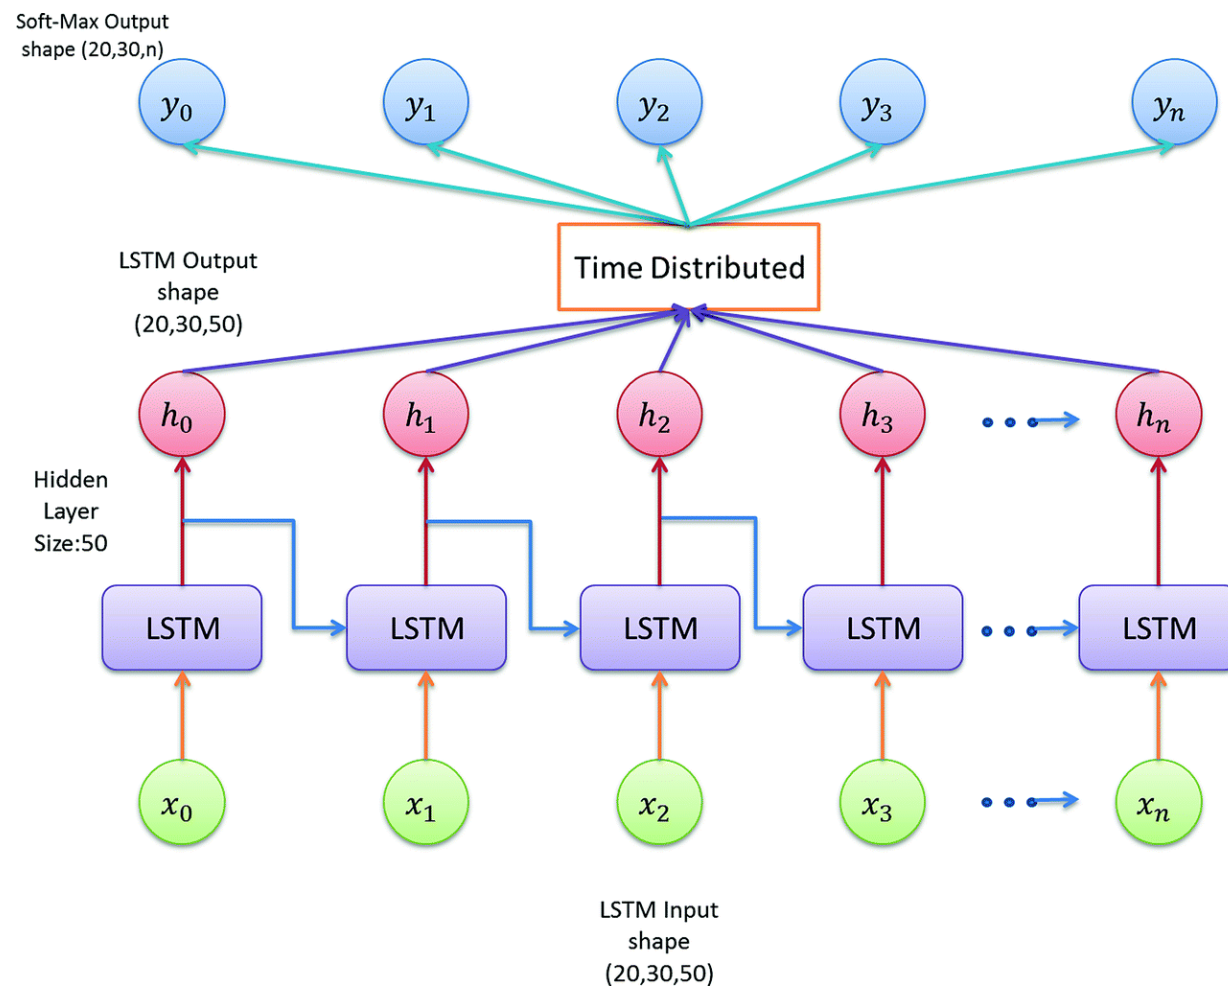 Soft-Max Output
shape (20,30,n)
y₀ y₁ y₂ y₃ yₙ
LSTM Output
shape
(20,30,50)
Time Distributed
h₀ h₁ h₂ h₃ hₙ
Hidden
Layer
Size:50
LSTM LSTM LSTM LSTM LSTM
x₀ x₁ x₂ x₃ xₙ
LSTM Input
shape
(20,30,50)